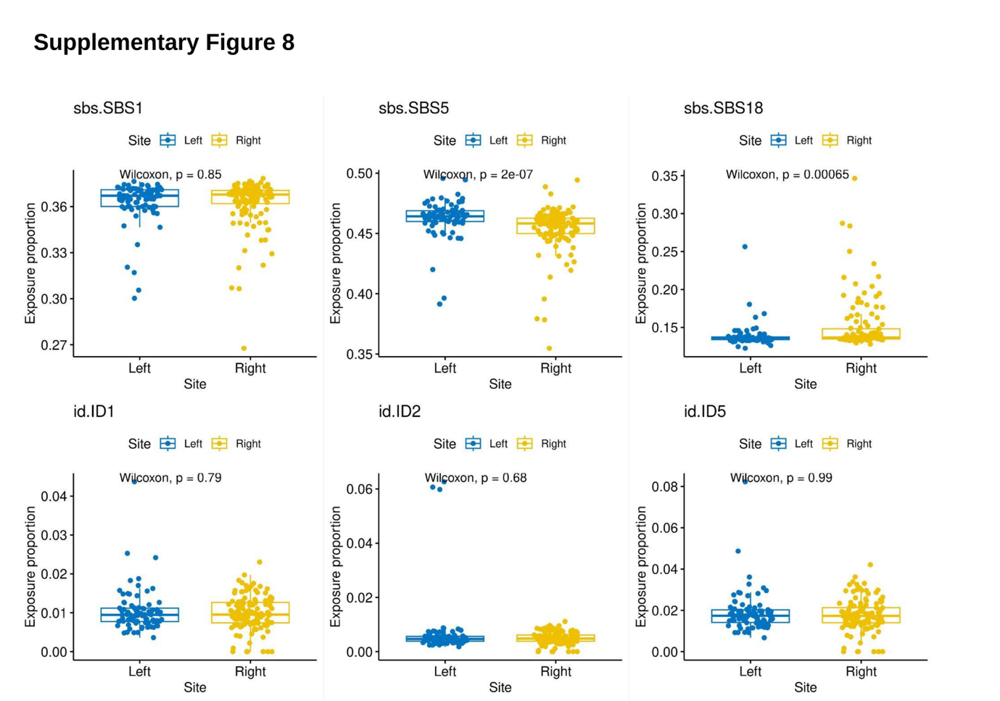 Supplementary Figure 8
sbs.SBS1
Site Left Right
Wilcoxon, p = 0.85
Exposure proportion
0.36
0.33
0.30
0.27
Left Right
Site
sbs.SBS5
Site Left Right
Wilcoxon, p = 2e-07
Exposure proportion
0.50
0.45
0.40
0.35
Left Right
Site
sbs.SBS18
Site Left Right
Wilcoxon, p = 0.00065
Exposure proportion
0.35
0.30
0.25
0.20
0.15
Left Right
Site
id.ID1
Site Left Right
Wilcoxon, p = 0.79
Exposure proportion
0.04
0.03
0.02
0.01
0.00
Left Right
Site
id.ID2
Site Left Right
Wilcoxon, p = 0.68
Exposure proportion
0.06
0.04
0.02
0.00
Left Right
Site
id.ID5
Site Left Right
Wilcoxon, p = 0.99
Exposure proportion
0.08
0.06
0.04
0.02
0.00
Left Right
Site